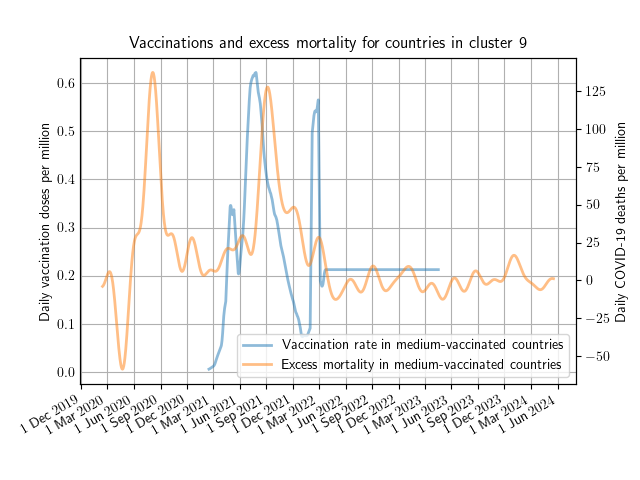 Vaccinations and excess mortality for countries in cluster 9
Daily vaccination doses per million
0.6
0.5
0.4
0.3
0.2
0.1
0.0
125
100
75
50
25
0
−25
−50
Daily COVID-19 deaths per million
Vaccination rate in medium-vaccinated countries
Excess mortality in medium-vaccinated countries
1 Dec 2019
1 Mar 2020
1 Jun 2020
1 Sep 2020
1 Dec 2020
1 Mar 2021
1 Jun 2021
1 Sep 2021
1 Dec 2021
1 Mar 2022
1 Jun 2022
1 Sep 2022
1 Dec 2022
1 Mar 2023
1 Jun 2023
1 Sep 2023
1 Dec 2023
1 Mar 2024
1 Jun 2024